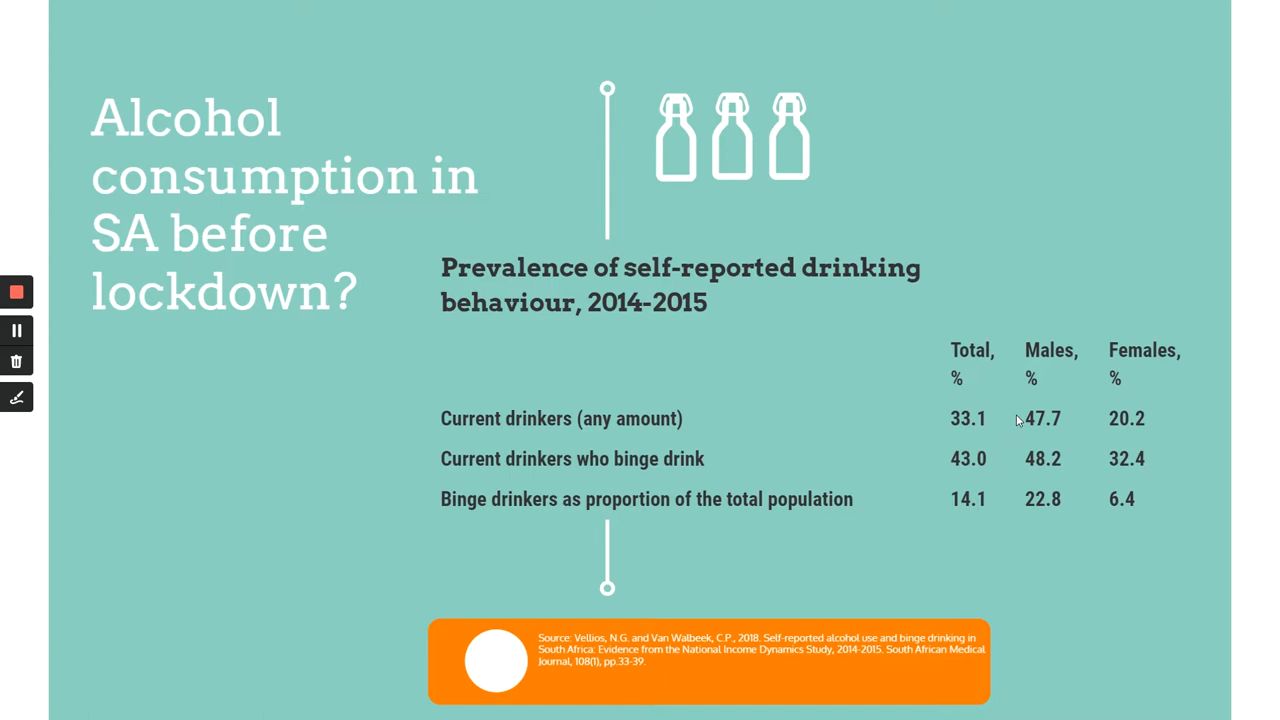 Alcohol
consumption in
SA before
lockdown?
Prevalence of self-reported drinking
behaviour, 2014-2015
Total, Males, Females,
% % %
Current drinkers (any amount) 33.1 47.7 20.2
Current drinkers who binge drink 43.0 48.2 32.4
Binge drinkers as proportion of the total population 14.1 22.8 6.4
Source: Vellios, N.G. and Van Walbeek, C.P., 2018. Self-reported alcohol use and binge drinking in
South Africa: Evidence from the National Income Dynamics Study, 2014-2015. South African Medical
Journal, 108(1), pp.33-39.